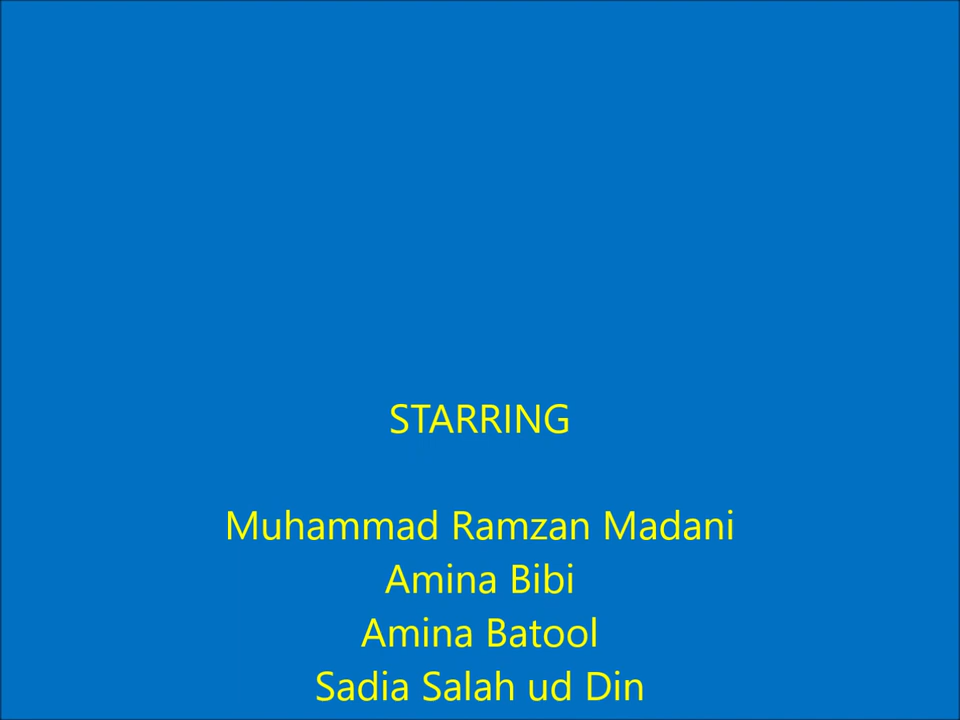 STARRING
Muhammad Ramzan Madani
Amina Bibi
Amina Batool
Sadia Salah ud Din